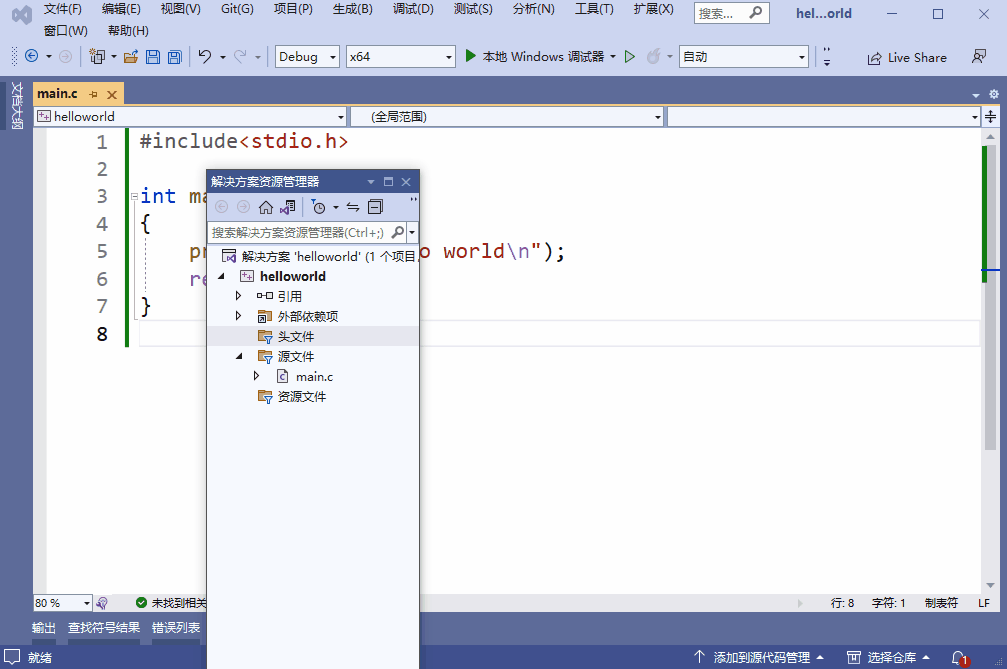 文件(F) 编辑(E) 视图(V) Git(G) 项目(P) 生成(B) 调试(D) 测试(S) 分析(N) 工具(T) 扩展(X) 搜索... hel...orld
窗口(W) 帮助(H)
Debug x64 本地 Windows 调试器 自动 Live Share
文档大纲
main.c
helloworld (全局范围)
1 #include<stdio.h>
2
3 int ma
4 {
5 pr o world\n");
6 re
7 }
8
解决方案资源管理器
搜索解决方案资源管理器(Ctrl+;)
解决方案 'helloworld' (1 个项目,
helloworld
引用
外部依赖项
头文件
源文件
main.c
资源文件
80 % 未找到相关 行: 8 字符: 1 制表符 LF
输出 查找符号结果 错误列表
就绪 添加到源代码管理 选择仓库 1